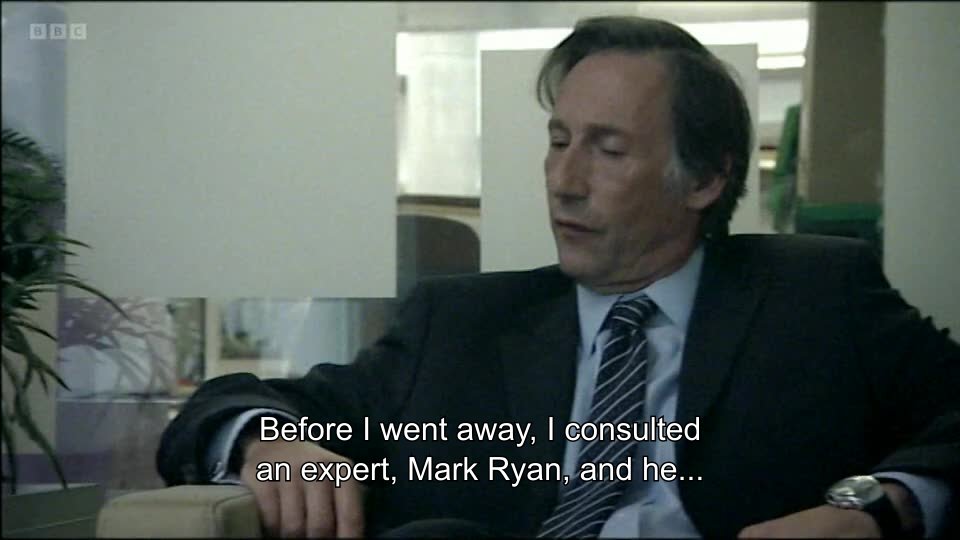 BBC
Before I went away, I consulted
an expert, Mark Ryan, and he...